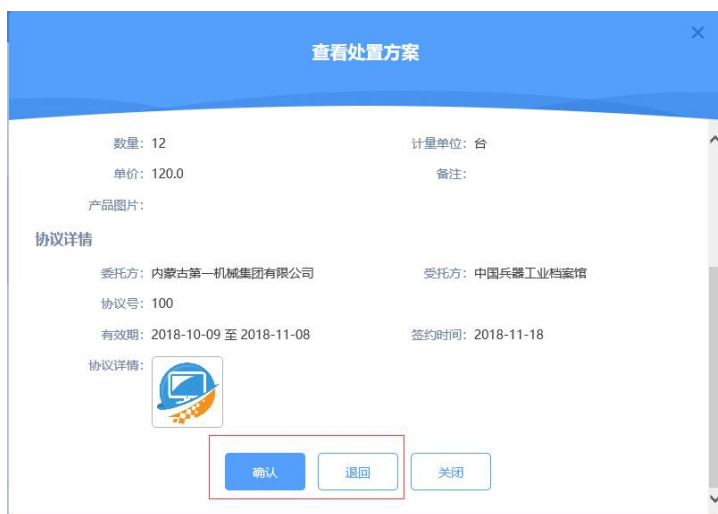 查看处置方案
数量：12 计量单位：台
单价：120.0 备注：
产品图片：
协议详情
委托方：内蒙古第一机械集团有限公司 受托方：中国兵器工业档案馆
协议号：100
有效期：2018-10-09 至 2018-11-08 签约时间：2018-11-18
协议详情：
确认 退回 关闭